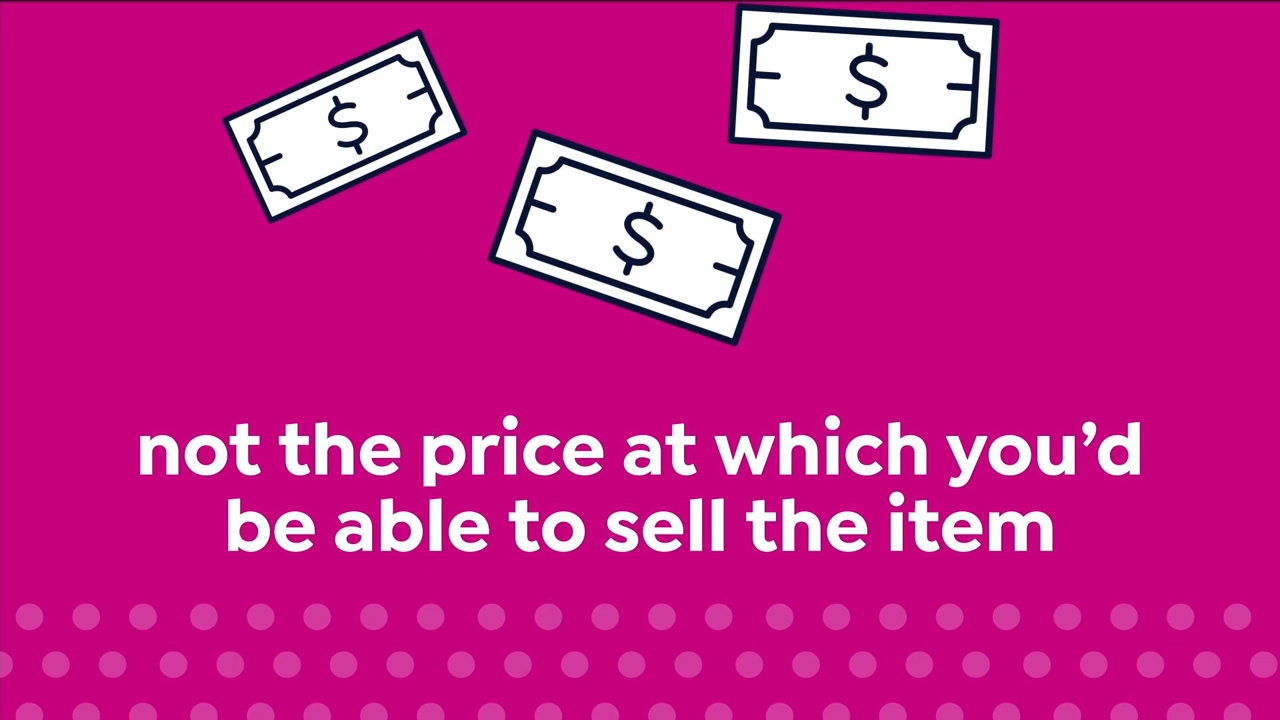 $
$
$
not the price at which you’d
be able to sell the item